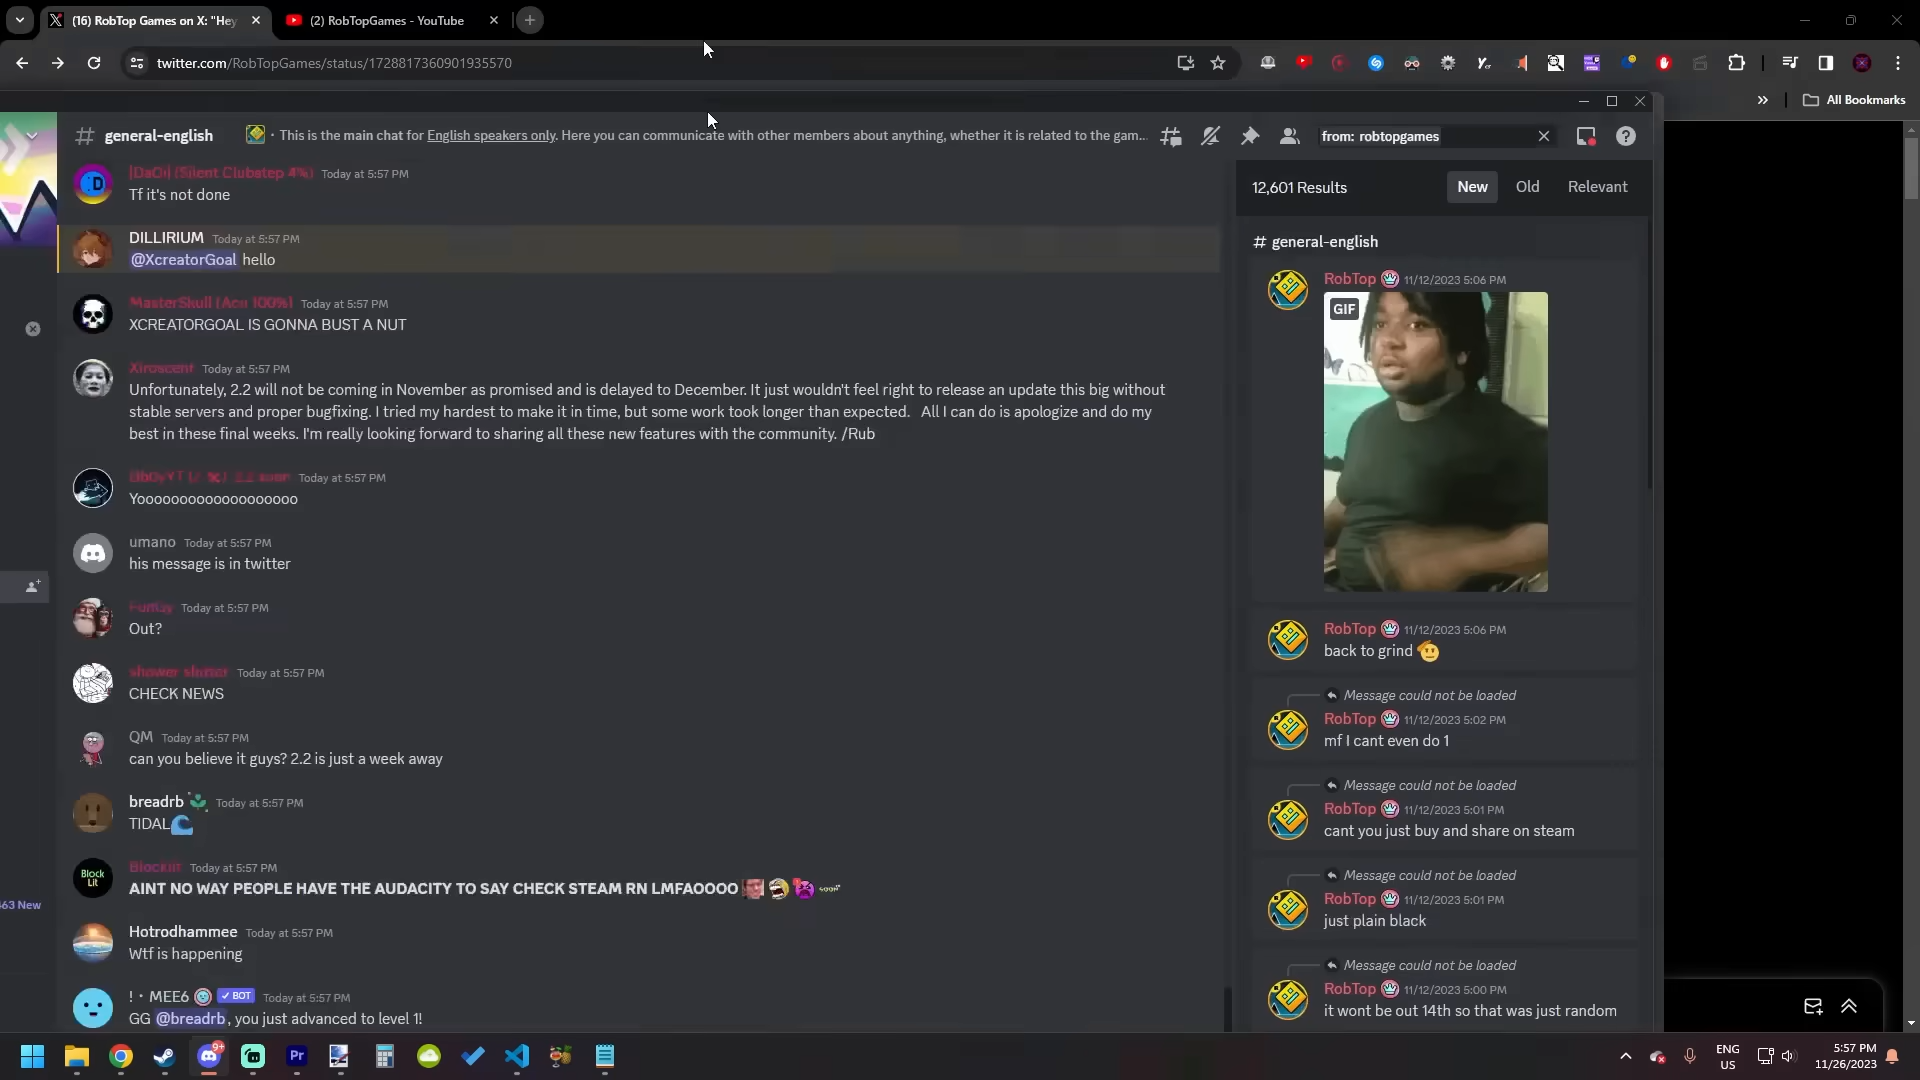 (16) RobTop Games on X: "Hey
(2) RobTopGames - YouTube
twitter.com/RobTopGames/status/1728817360901935570
All Bookmarks
general-english
· This is the main chat for English speakers only. Here you can communicate with other members about anything, whether it is related to the gam...
from: robtopgames
[DaOi] (Silent Clubstep 4%) Today at 5:57 PM
Tf it's not done
DILLIRIUM Today at 5:57 PM
@XcreatorGoal hello
MasterSkull [Acu 100%] Today at 5:57 PM
XCREATORGOAL IS GONNA BUST A NUT
Xiroscent Today at 5:57 PM
Unfortunately, 2.2 will not be coming in November as promised and is delayed to December. It just wouldn't feel right to release an update this big without
stable servers and proper bugfixing. I tried my hardest to make it in time, but some work took longer than expected. All I can do is apologize and do my
best in these final weeks. I'm really looking forward to sharing all these new features with the community. /Rub
Today at 5:57 PM
Yooooooooooooooooooo
umano Today at 5:57 PM
his message is in twitter
Today at 5:57 PM
Out?
Today at 5:57 PM
CHECK NEWS
QM Today at 5:57 PM
can you believe it guys? 2.2 is just a week away
breadrb Today at 5:57 PM
TIDAL
Block
Lit
Blocklit Today at 5:57 PM
AINT NO WAY PEOPLE HAVE THE AUDACITY TO SAY CHECK STEAM RN LMFAOOOO
463 New
Hotrodhammee Today at 5:57 PM
Wtf is happening
! · MEE6 ✓ BOT Today at 5:57 PM
GG @breadrb, you just advanced to level 1!
12,601 Results
New Old Relevant
# general-english
RobTop 11/12/2023 5:06 PM
GIF
RobTop 11/12/2023 5:06 PM
back to grind
Message could not be loaded
RobTop 11/12/2023 5:02 PM
mf I cant even do 1
Message could not be loaded
RobTop 11/12/2023 5:01 PM
cant you just buy and share on steam
Message could not be loaded
RobTop 11/12/2023 5:01 PM
just plain black
Message could not be loaded
RobTop 11/12/2023 5:00 PM
it wont be out 14th so that was just random
9+
Pr
ENG
US
5:57 PM
11/26/2023